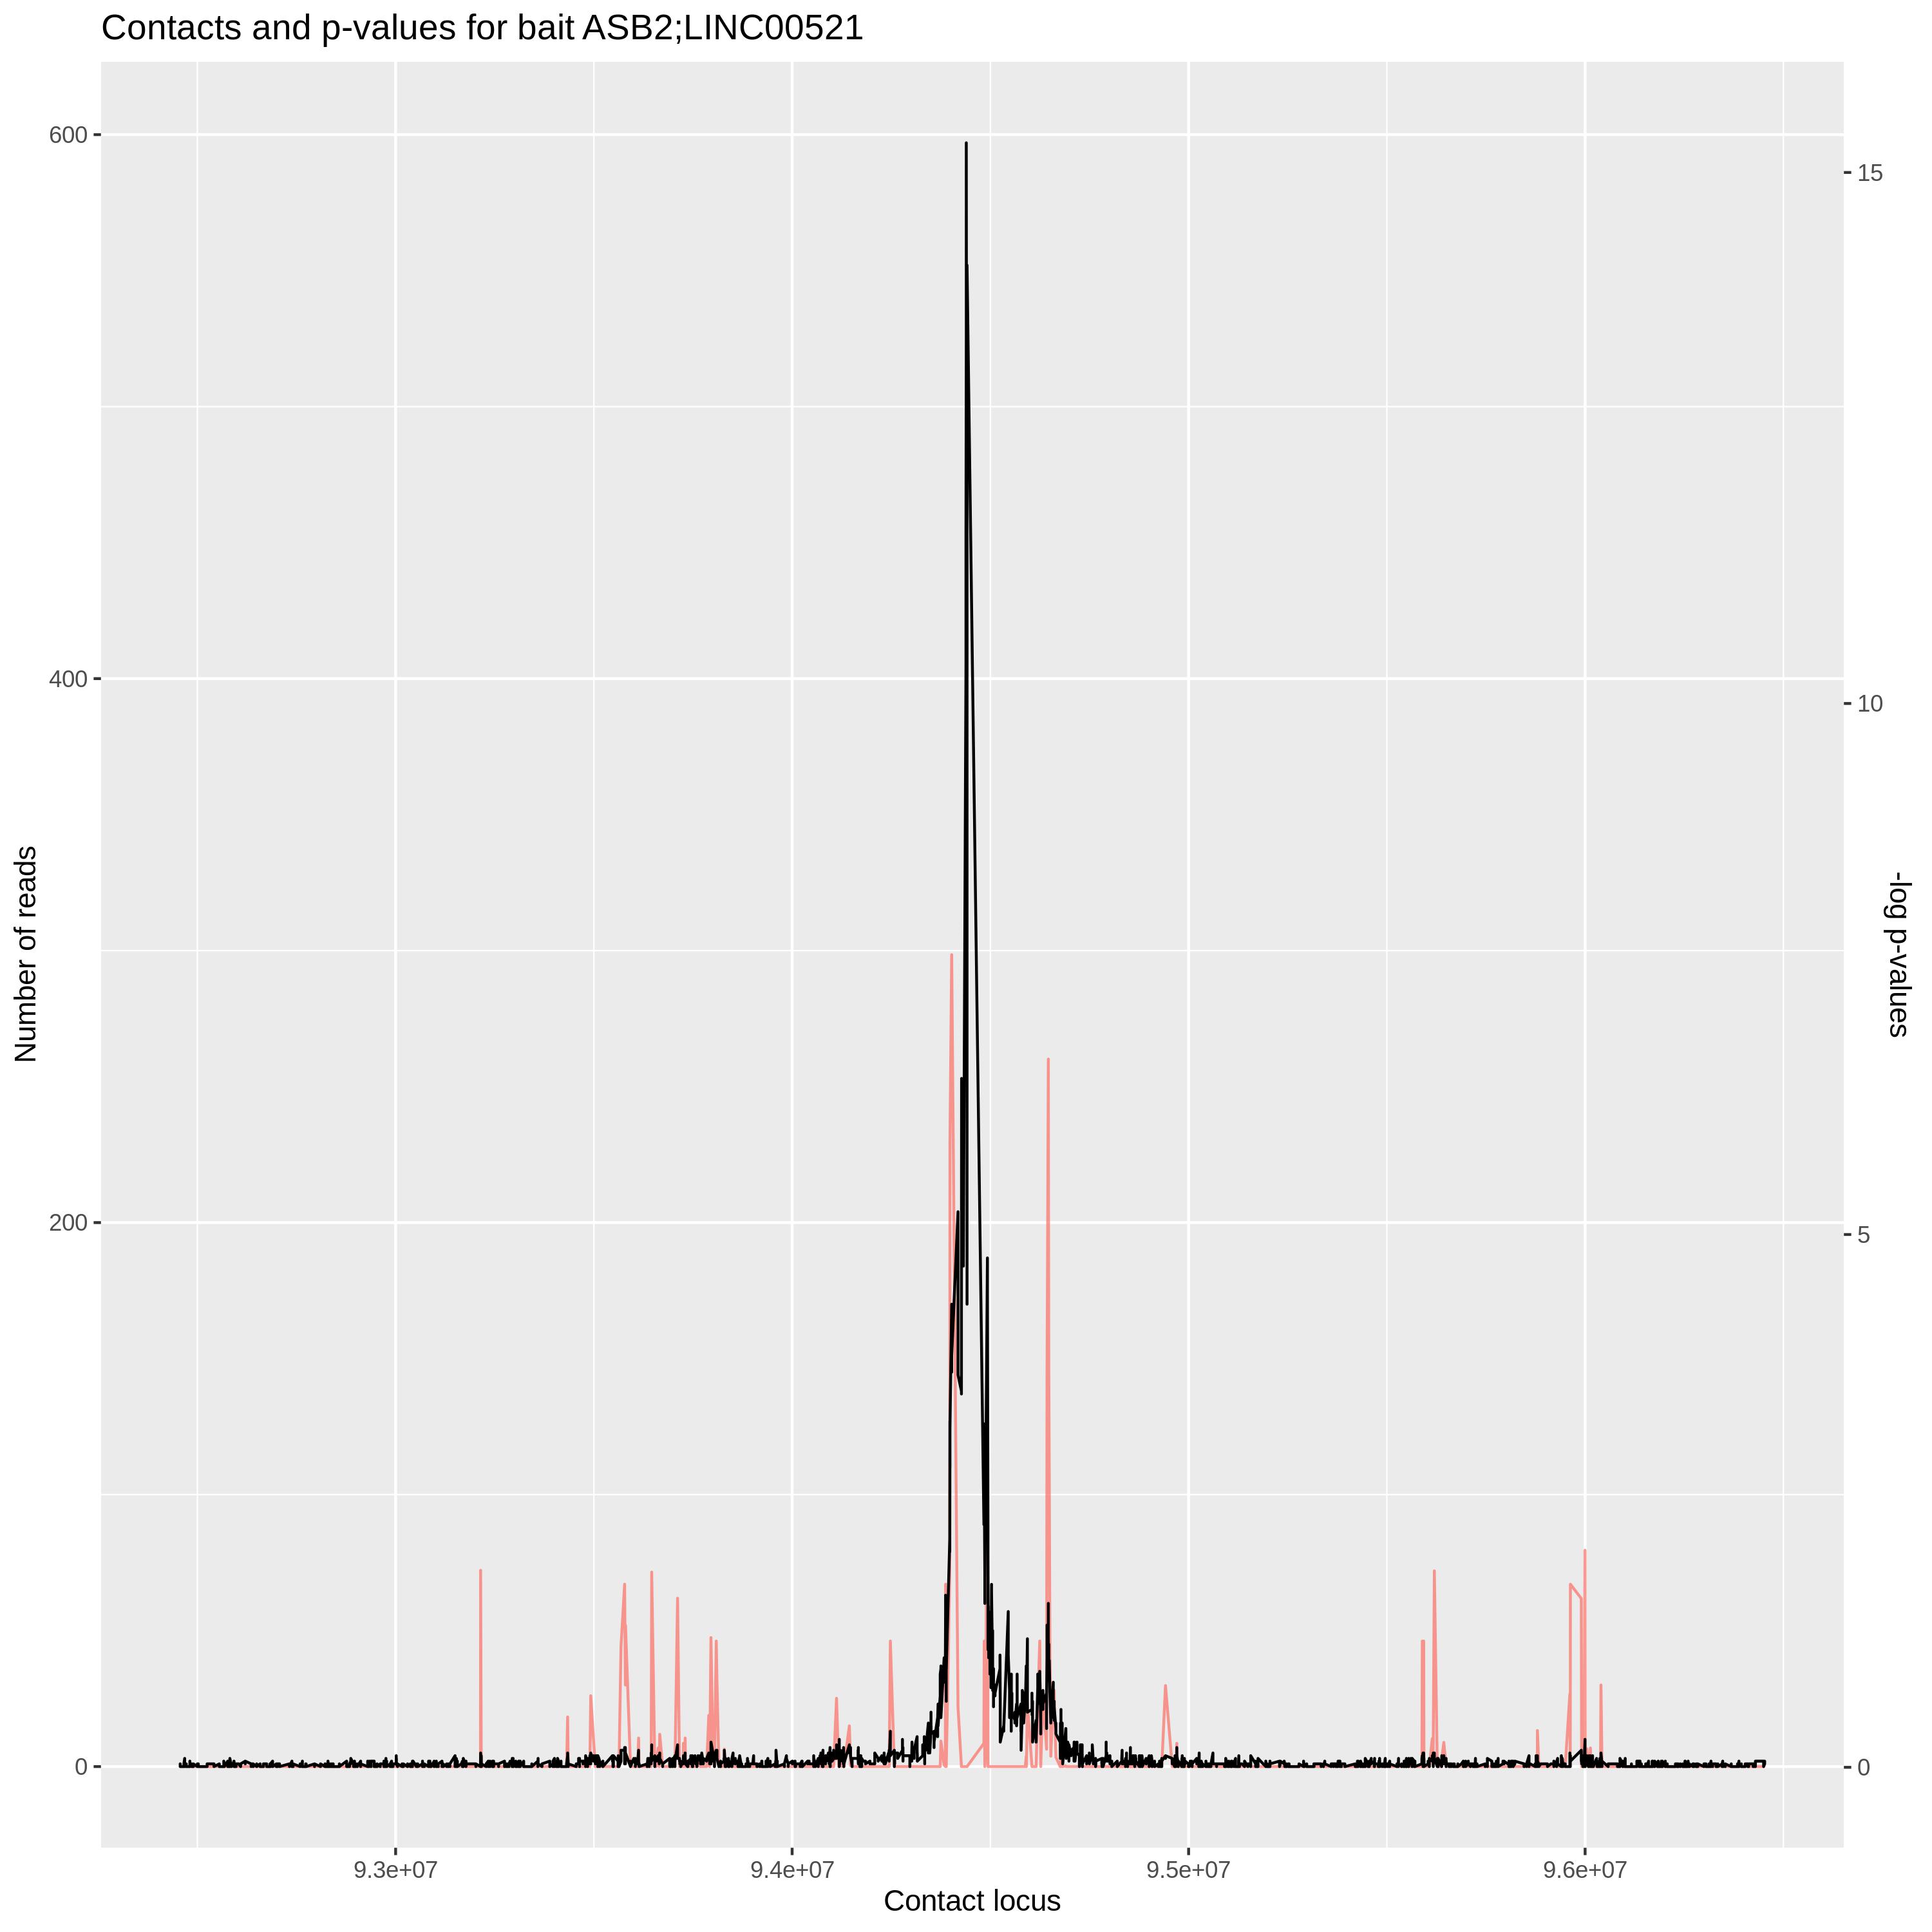 Contacts and p-values for bait ASB2;LINC00521
600
400
200
0
Number of reads
15
10
5
0
-log p-values
9.3e+07 9.4e+07 9.5e+07 9.6e+07
Contact locus